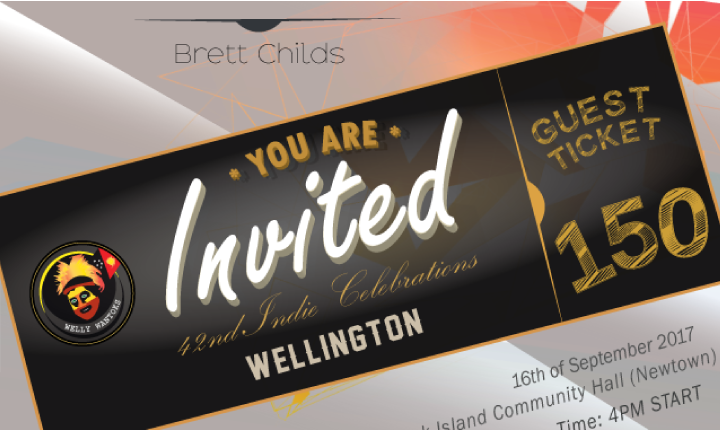 Brett Childs
* YOU ARE *
Invited
42nd Indie Celebrations
WELLINGTON
WELLY WANTOKS
GUEST
TICKET
150
16th of September 2017
Island Community Hall (Newtown)
Time: 4PM START